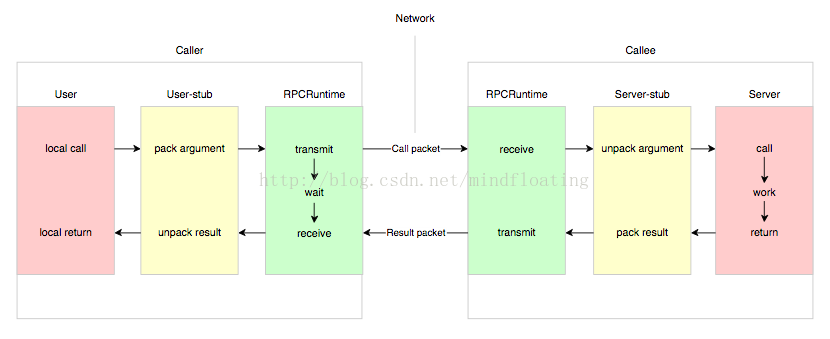 Network
Caller
Callee
User
User-stub
RPCRuntime
RPCRuntime
Server-stub
Server
local call
pack argument
transmit
Call packet
receive
unpack argument
call
http://blog.csdn.net/mindfloating
wait
work
local return
unpack result
receive
Result packet
transmit
pack result
return